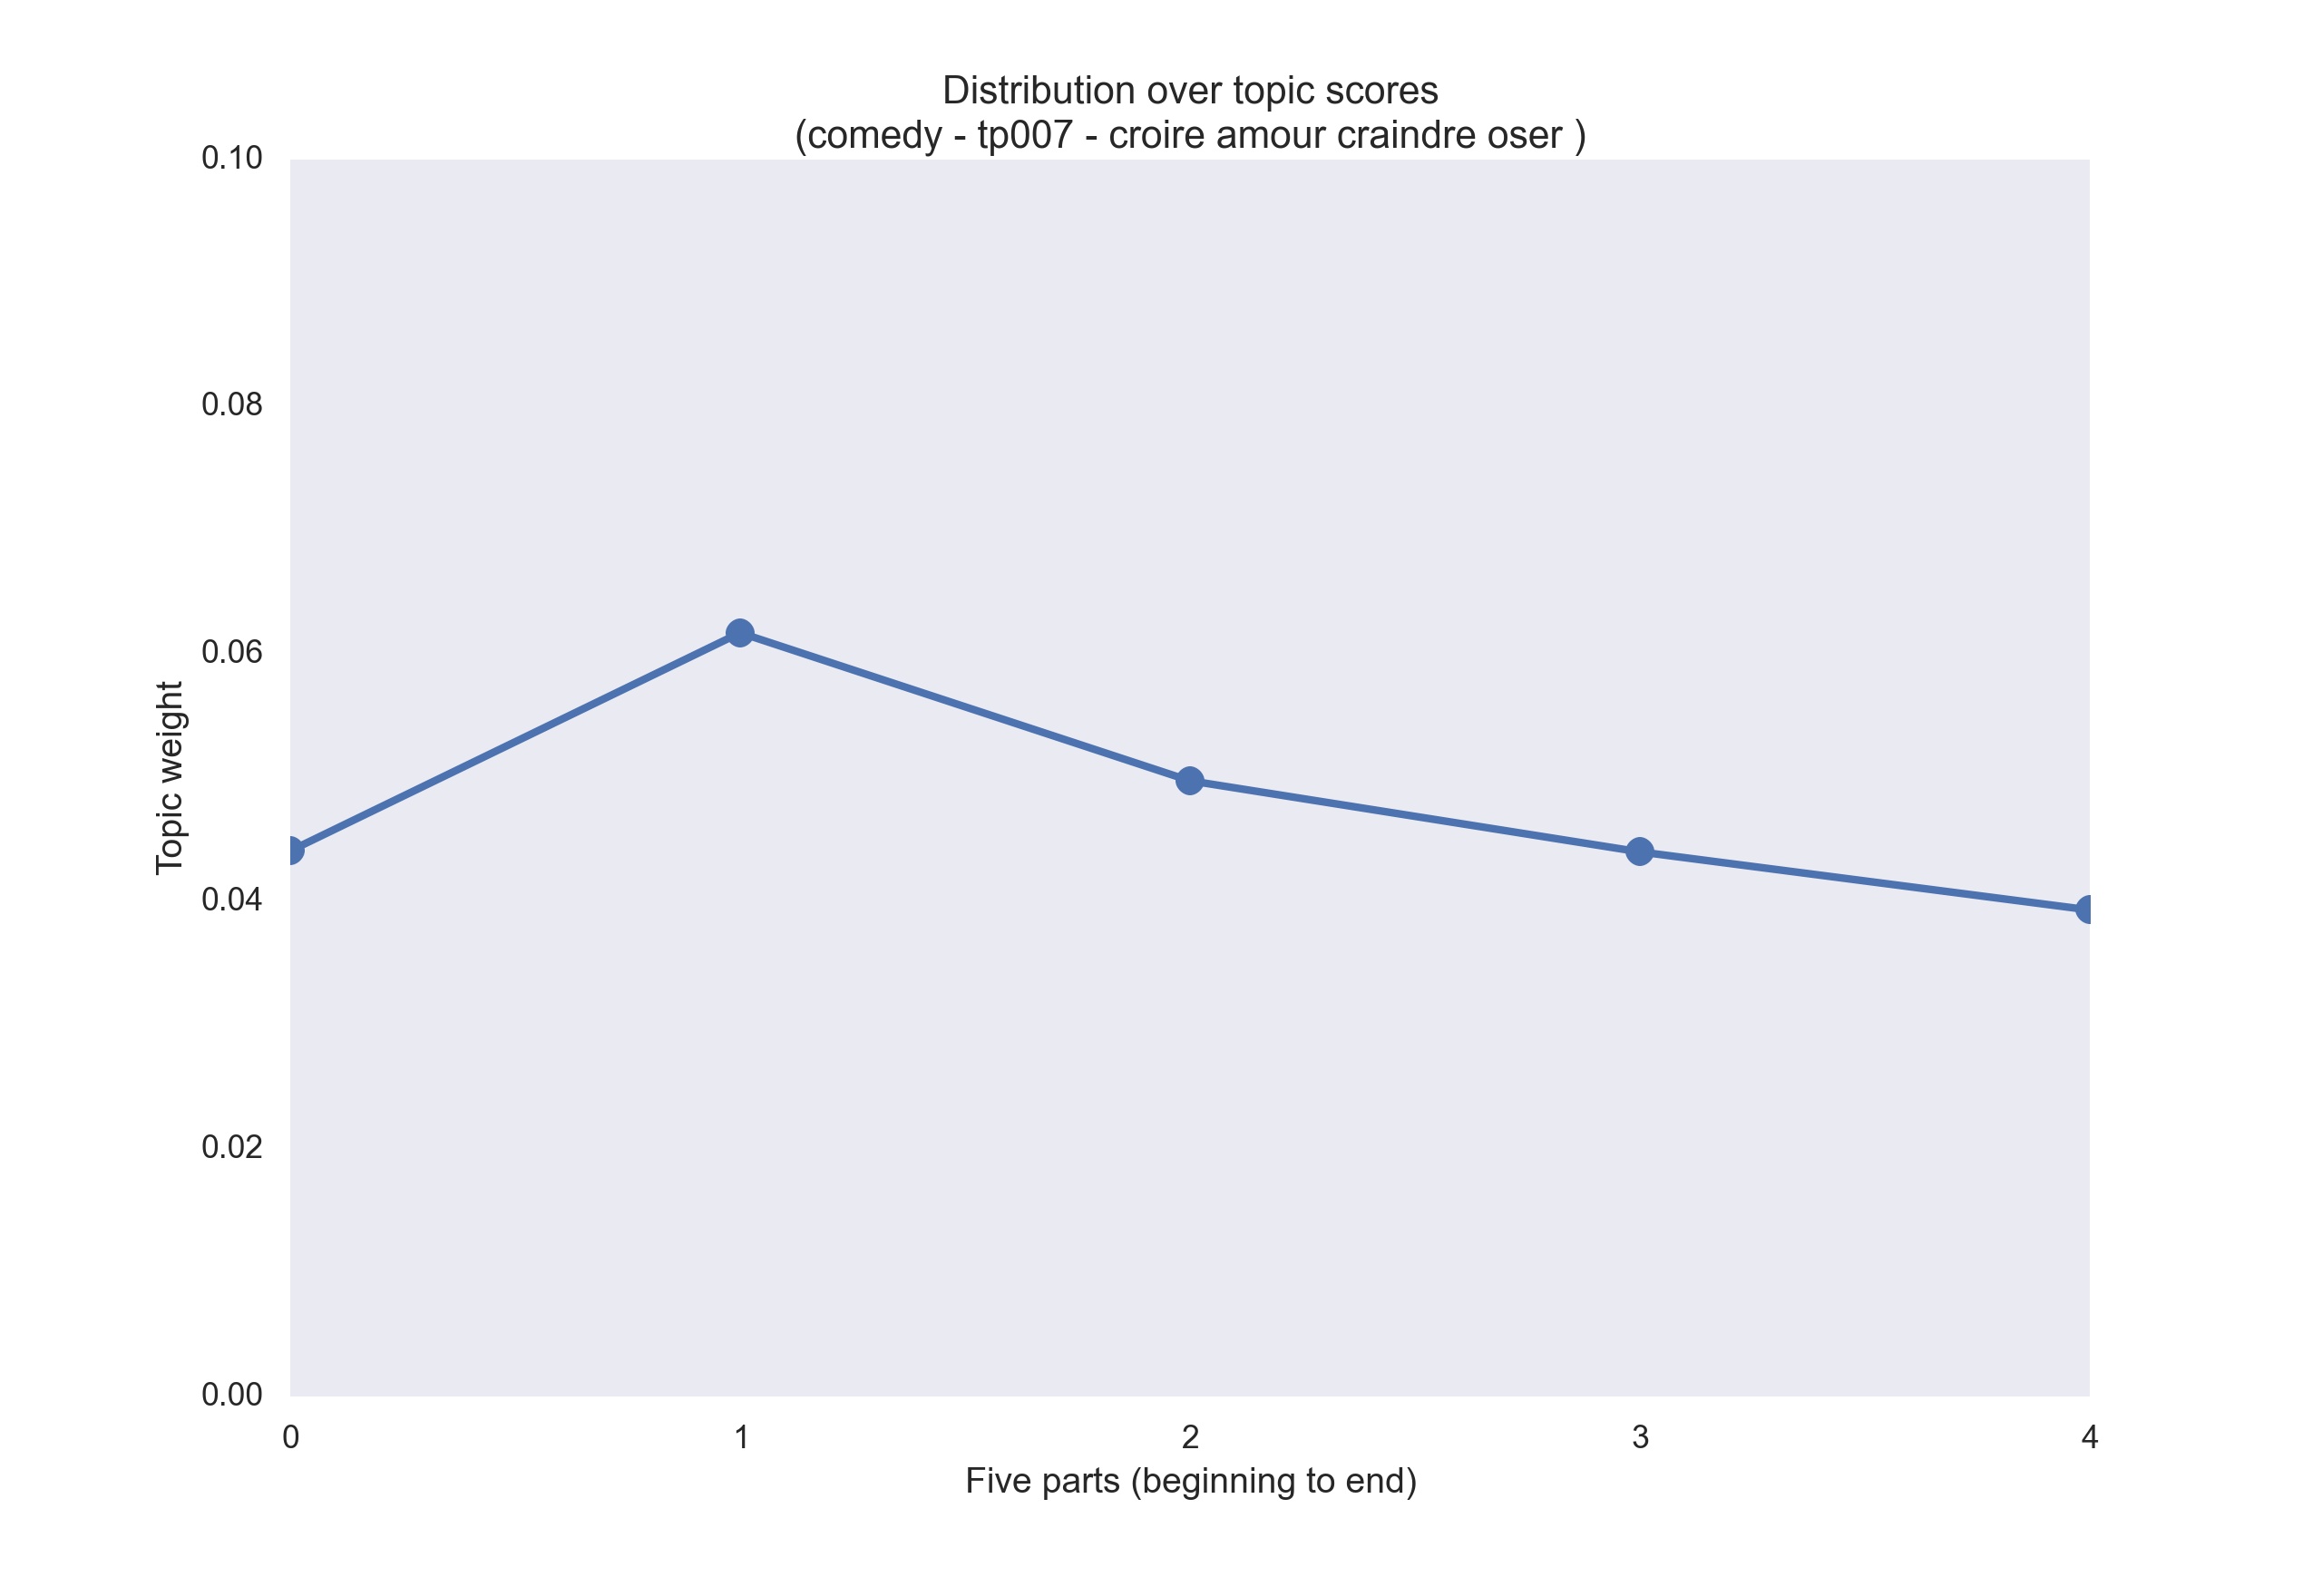 Distribution over topic scores
(comedy - tp007 - croire amour craindre oser )
0.10
0.08
0.06
0.04
0.02
0.00
Topic weight
0 1 2 3 4
Five parts (beginning to end)